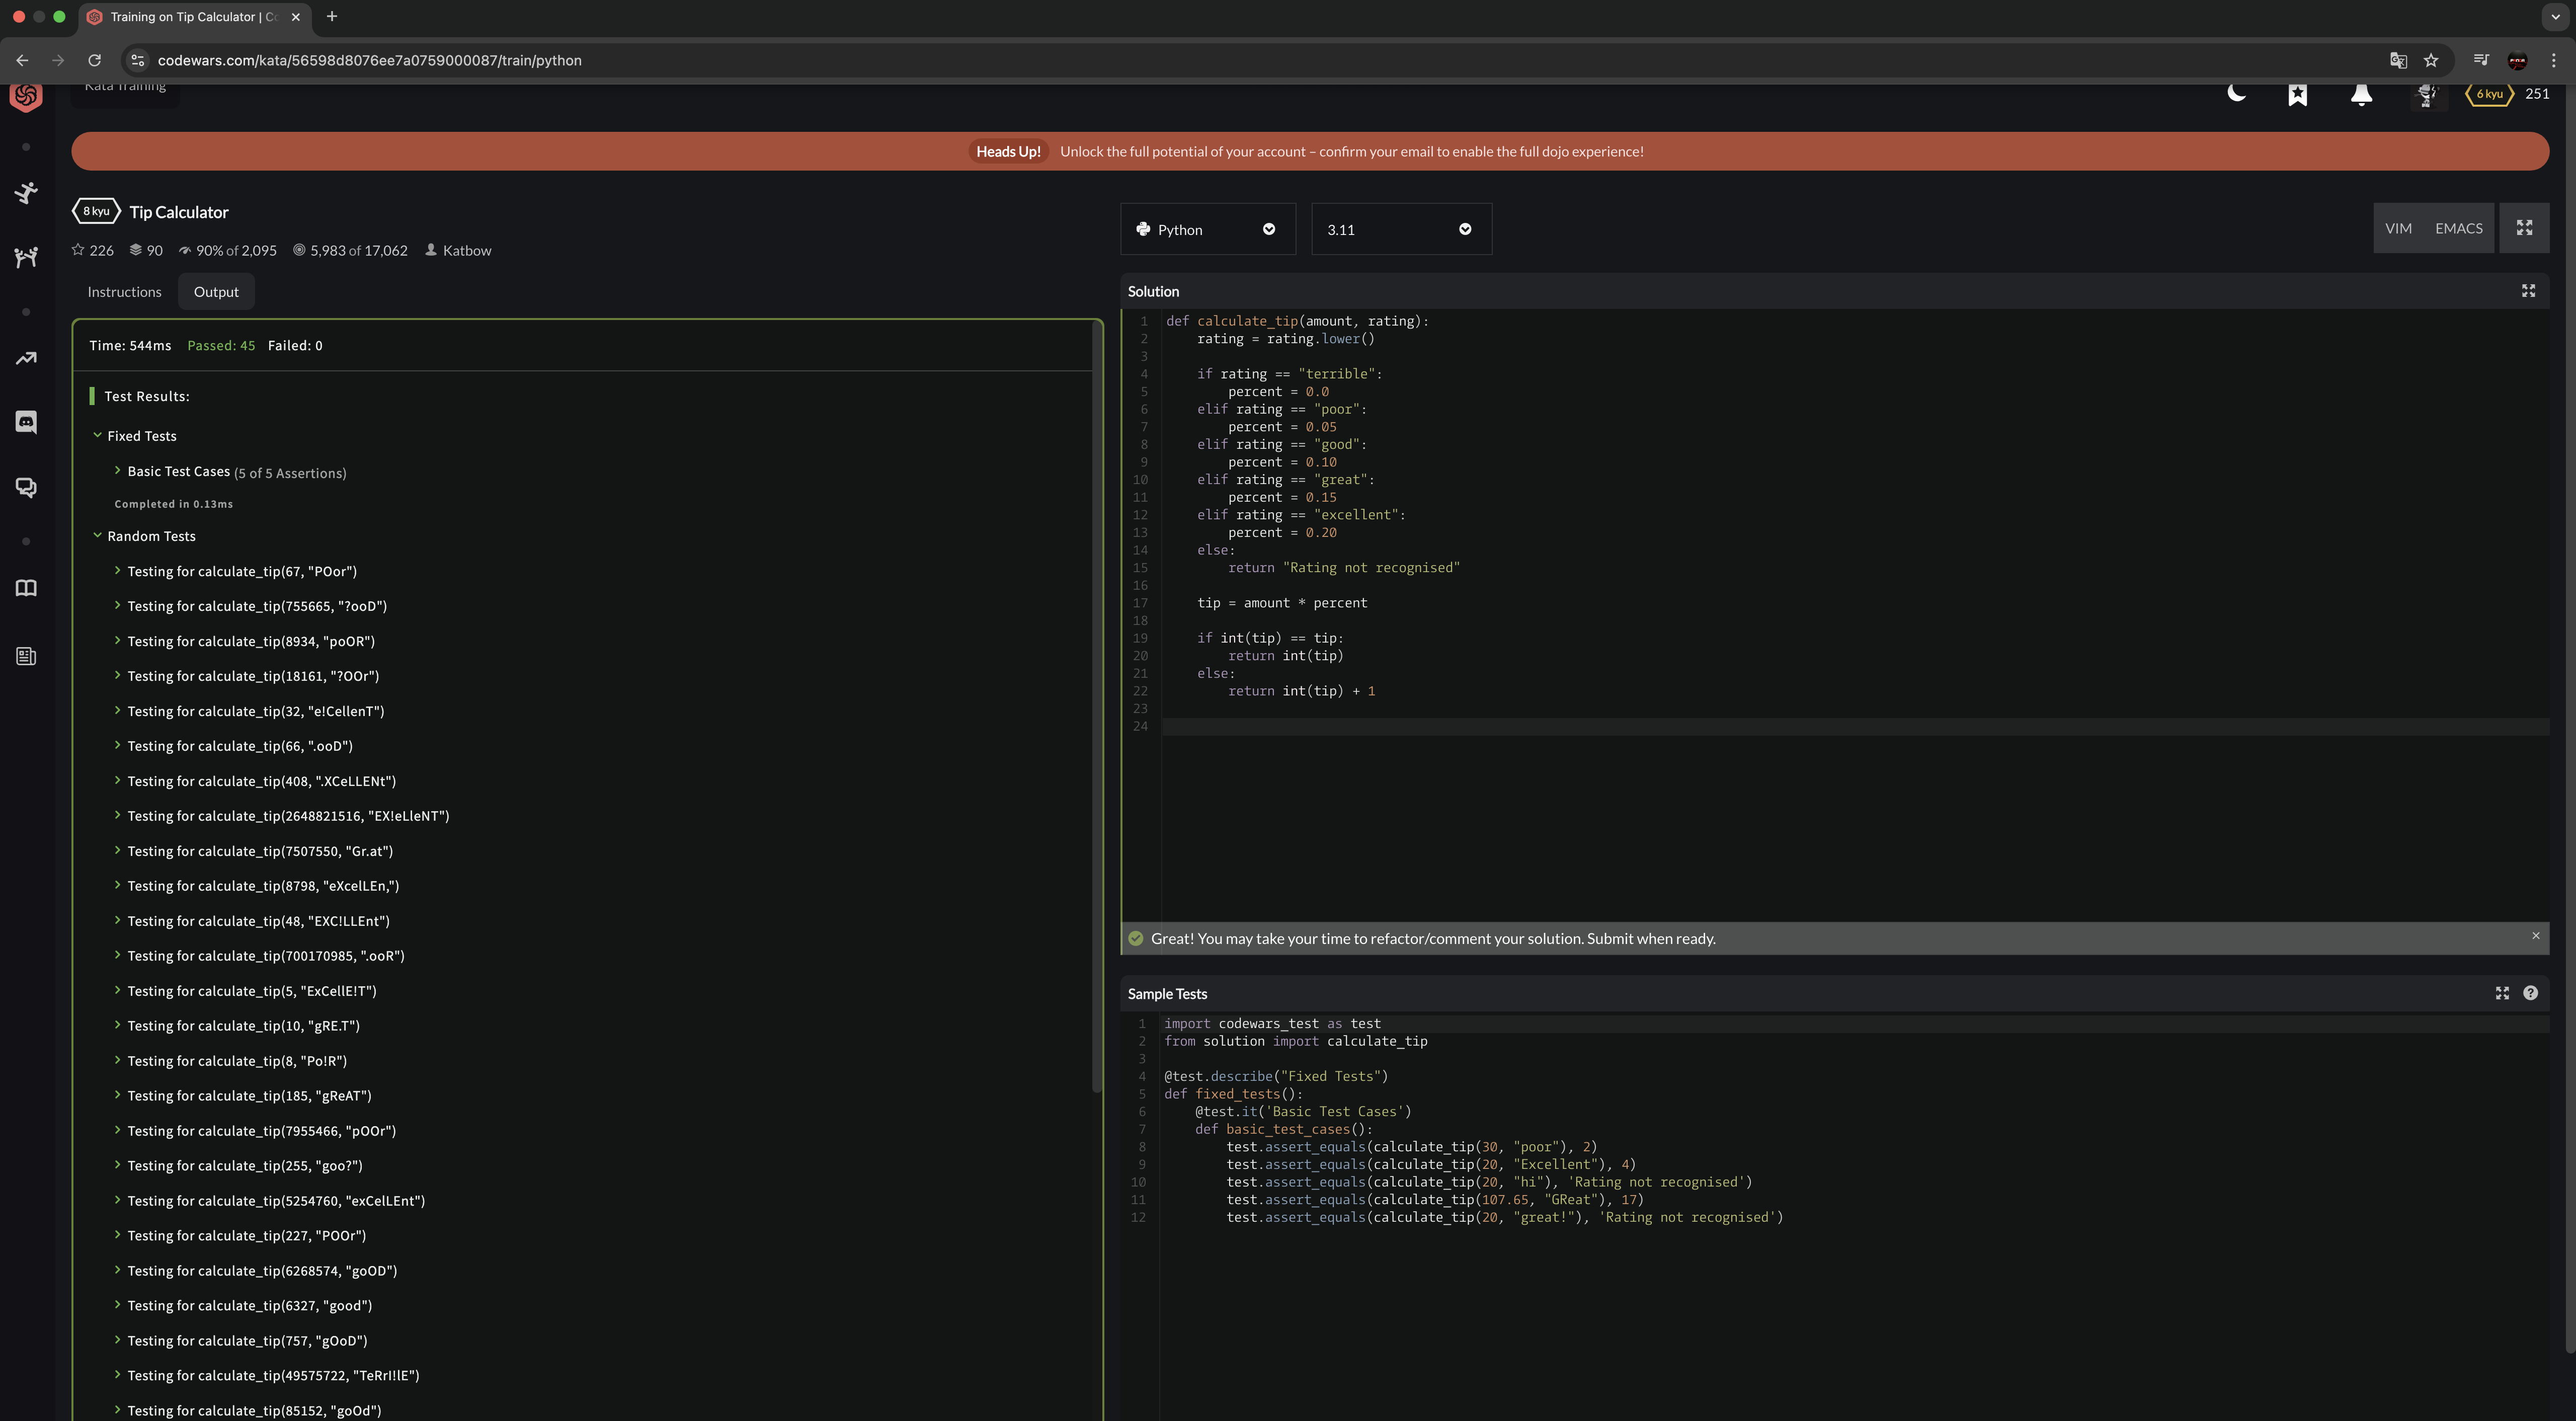 Training on Tip Calculator | Co
codewars.com/kata/56598d8076ee7a0759000087/train/python
Kata Training
6 kyu
251
Heads Up! Unlock the full potential of your account – confirm your email to enable the full dojo experience!
8 kyu Tip Calculator
226 90 90% of 2,095 5,983 of 17,062 Katbow
Instructions Output
Time: 544ms Passed: 45 Failed: 0
Test Results:
Fixed Tests
Basic Test Cases (5 of 5 Assertions)
Completed in 0.13ms
Random Tests
Testing for calculate_tip(67, "POor")
Testing for calculate_tip(755665, "?ooD")
Testing for calculate_tip(8934, "poOR")
Testing for calculate_tip(18161, "?OOr")
Testing for calculate_tip(32, "e!CellenT")
Testing for calculate_tip(66, ".ooD")
Testing for calculate_tip(408, ".XCeLLENt")
Testing for calculate_tip(2648821516, "EX!eLleNT")
Testing for calculate_tip(7507550, "Gr.at")
Testing for calculate_tip(8798, "eXcelLEn,")
Testing for calculate_tip(48, "EXC!LLEnt")
Testing for calculate_tip(700170985, ".ooR")
Testing for calculate_tip(5, "ExCellE!T")
Testing for calculate_tip(10, "gRE.T")
Testing for calculate_tip(8, "Po!R")
Testing for calculate_tip(185, "gReAT")
Testing for calculate_tip(7955466, "pOOr")
Testing for calculate_tip(255, "goo?")
Testing for calculate_tip(5254760, "exCelLEnt")
Testing for calculate_tip(227, "POOr")
Testing for calculate_tip(6268574, "goOD")
Testing for calculate_tip(6327, "good")
Testing for calculate_tip(757, "gOoD")
Testing for calculate_tip(49575722, "TeRrI!lE")
Testing for calculate_tip(85152, "goOd")
Python
3.11
VIM EMACS
Solution
1 def calculate_tip(amount, rating):
2 rating = rating.lower()
3
4 if rating == "terrible":
5 percent = 0.0
6 elif rating == "poor":
7 percent = 0.05
8 elif rating == "good":
9 percent = 0.10
10 elif rating == "great":
11 percent = 0.15
12 elif rating == "excellent":
13 percent = 0.20
14 else:
15 return "Rating not recognised"
16
17 tip = amount * percent
18
19 if int(tip) == tip:
20 return int(tip)
21 else:
22 return int(tip) + 1
23
24
Great! You may take your time to refactor/comment your solution. Submit when ready.
Sample Tests
1 import codewars_test as test
2 from solution import calculate_tip
3
4 @test.describe("Fixed Tests")
5 def fixed_tests():
6 @test.it('Basic Test Cases')
7 def basic_test_cases():
8 test.assert_equals(calculate_tip(30, "poor"), 2)
9 test.assert_equals(calculate_tip(20, "Excellent"), 4)
10 test.assert_equals(calculate_tip(20, "hi"), 'Rating not recognised')
11 test.assert_equals(calculate_tip(107.65, "GReat"), 17)
12 test.assert_equals(calculate_tip(20, "great!"), 'Rating not recognised')